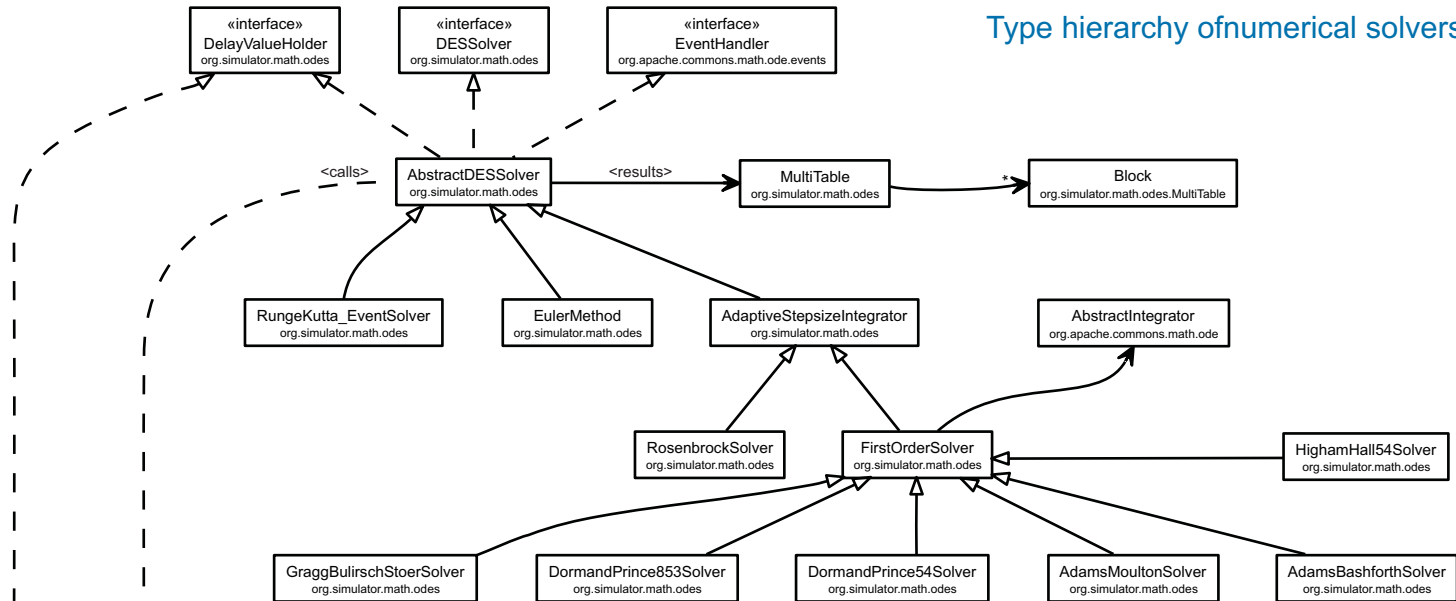 Type hierarchy ofnumerical solvers
«interface»
DelayValueHolder
org.simulator.math.odes
«interface»
DESSolver
org.simulator.math.odes
«interface»
EventHandler
org.apache.commons.math.ode.events
<calls>
AbstractDESSolver
org.simulator.math.odes
<results>
MultiTable
org.simulator.math.odes
*
Block
org.simulator.math.odes.MultiTable
RungeKutta_EventSolver
org.simulator.math.odes
EulerMethod
org.simulator.math.odes
AdaptiveStepsizeIntegrator
org.simulator.math.odes
AbstractIntegrator
org.apache.commons.math.ode
RosenbrockSolver
org.simulator.math.odes
FirstOrderSolver
org.simulator.math.odes
HighamHall54Solver
org.simulator.math.odes
GraggBulirschStoerSolver
org.simulator.math.odes
DormandPrince853Solver
org.simulator.math.odes
DormandPrince54Solver
org.simulator.math.odes
AdamsMoultonSolver
org.simulator.math.odes
AdamsBashforthSolver
org.simulator.math.odes